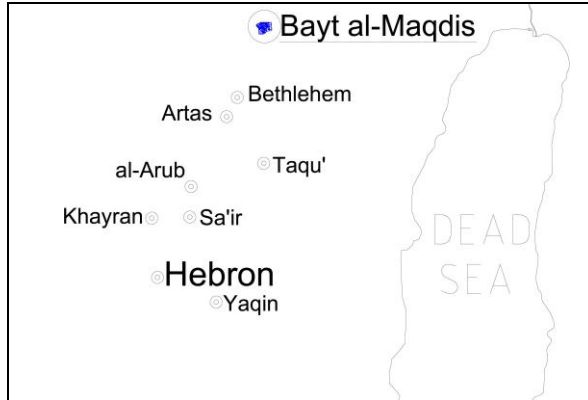 Bayt al-Maqdis
Bethlehem
Artas
Taqu'
al-Arub
Khayran
Sa'ir
DEAD
SEA
Hebron
Yaqin